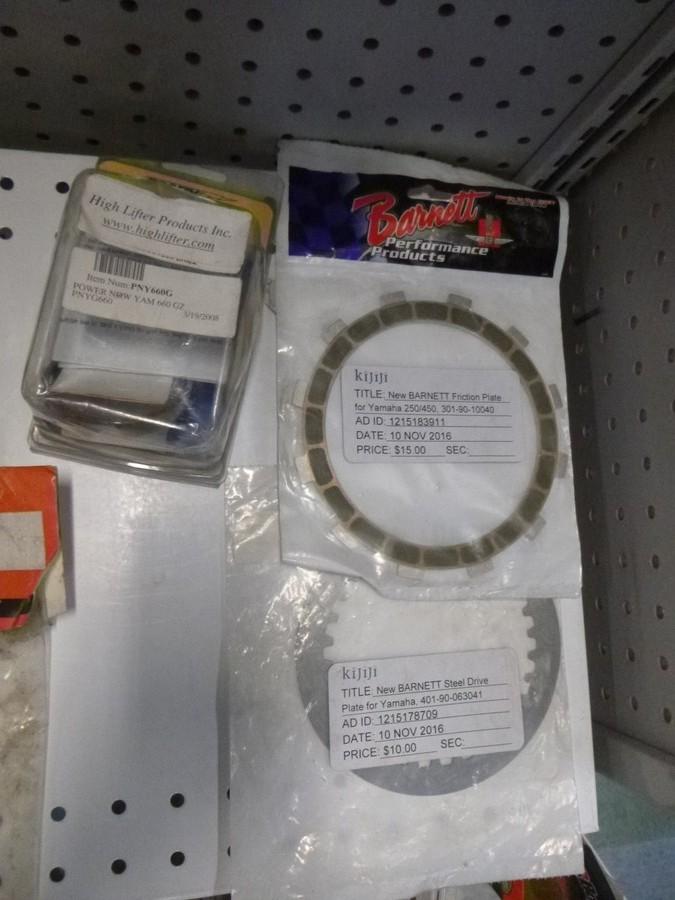 High Lifter Products Inc.
www.highlifter.com
Item Num:PNY660G
POWER NOW YAM 660 G?
PNYG660
3/19/2008
Barnett
Performance
Products
kijiji
TITLE: New BARNETT Friction Plate
for Yamaha 250/450, 301-90-10040
AD ID: 1215183911
DATE: 10 NOV 2016
PRICE: $15.00 SEC:
kijiji
TITLE: New BARNETT Steel Drive
Plate for Yamaha, 401-90-063041
AD ID: 1215178709
DATE: 10 NOV 2016
PRICE: $10.00 SEC: